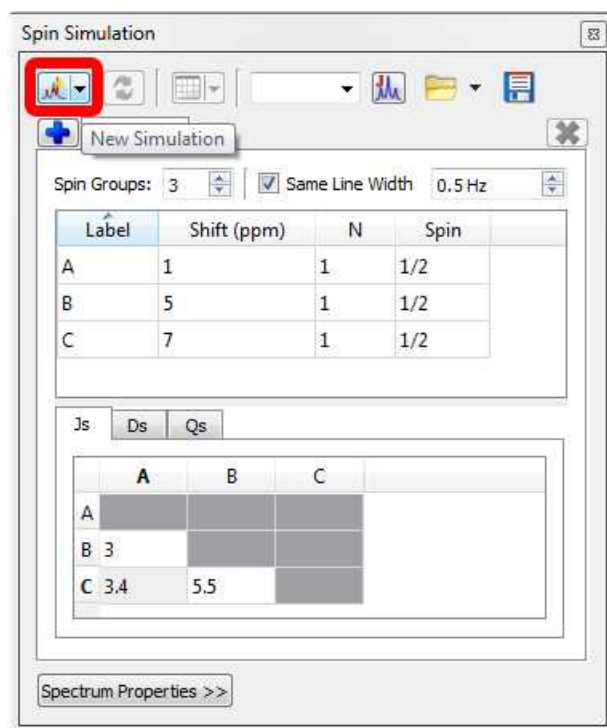 Spin Simulation
New Simulation
Spin Groups: 3 Same Line Width 0.5 Hz
Label Shift (ppm) N Spin
A 1 1 1/2
B 5 1 1/2
C 7 1 1/2
Js Ds Qs
A B C
A
B 3
C 3.4 5.5
Spectrum Properties >>